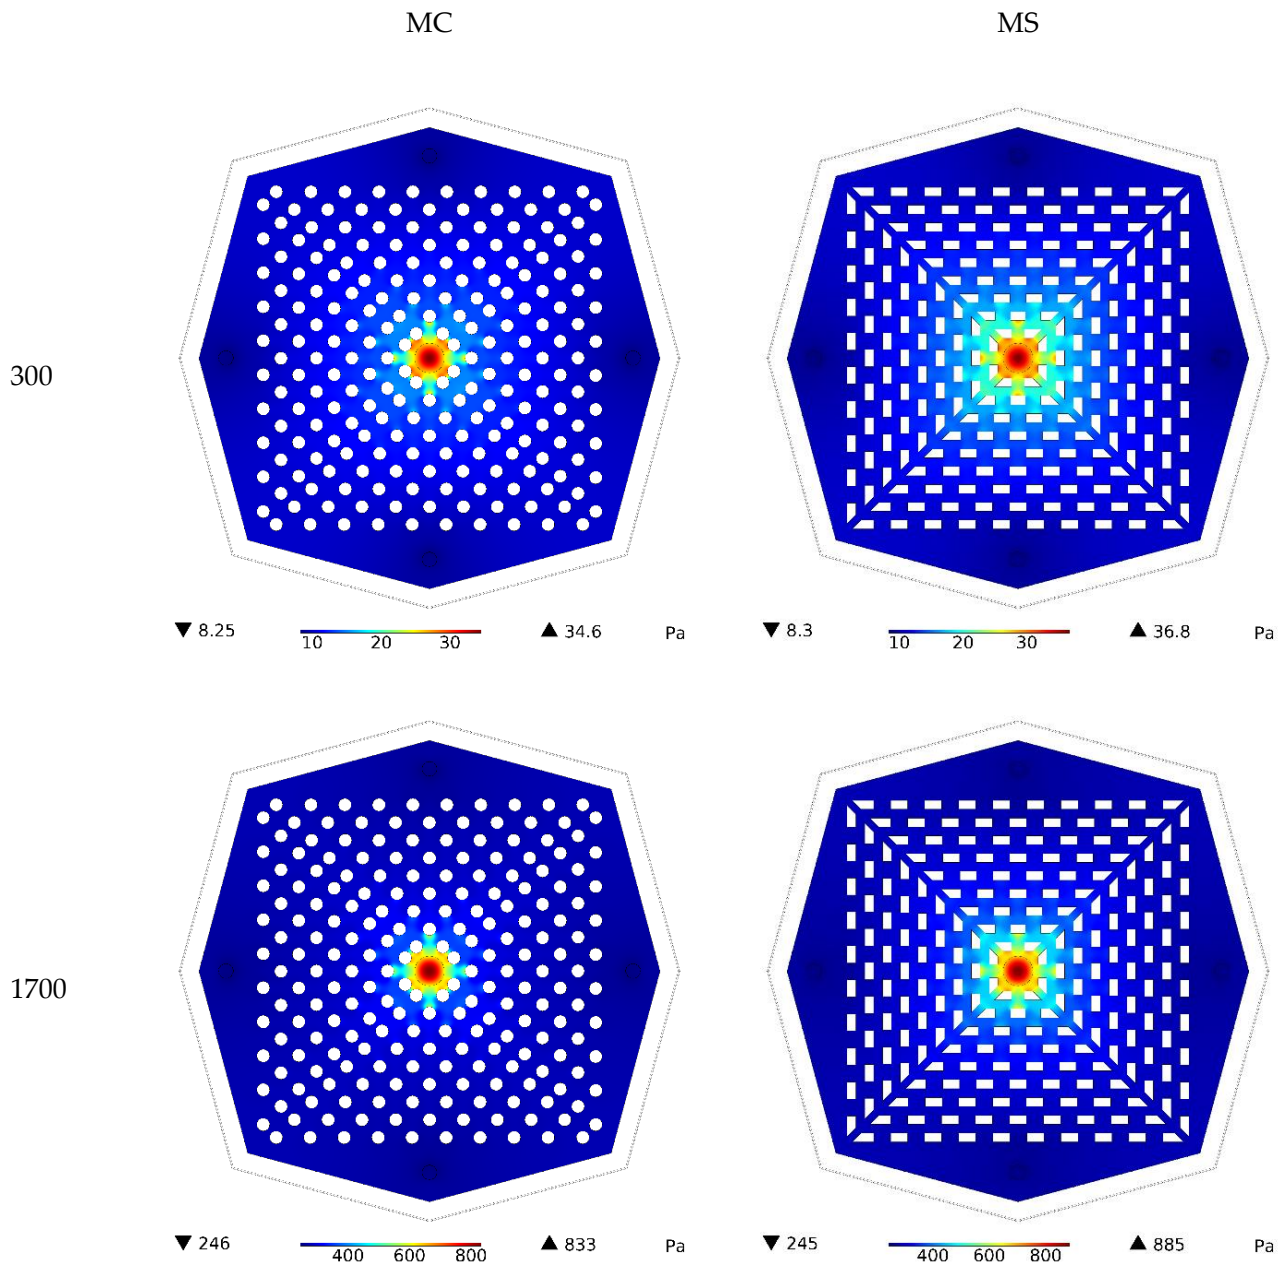 MC MS
300
▼ 8.25 10 20 30 ▲ 34.6 Pa ▼ 8.3 10 20 30 ▲ 36.8 Pa
1700
▼ 246 400 600 800 ▲ 833 Pa ▼ 245 400 600 800 ▲ 885 Pa